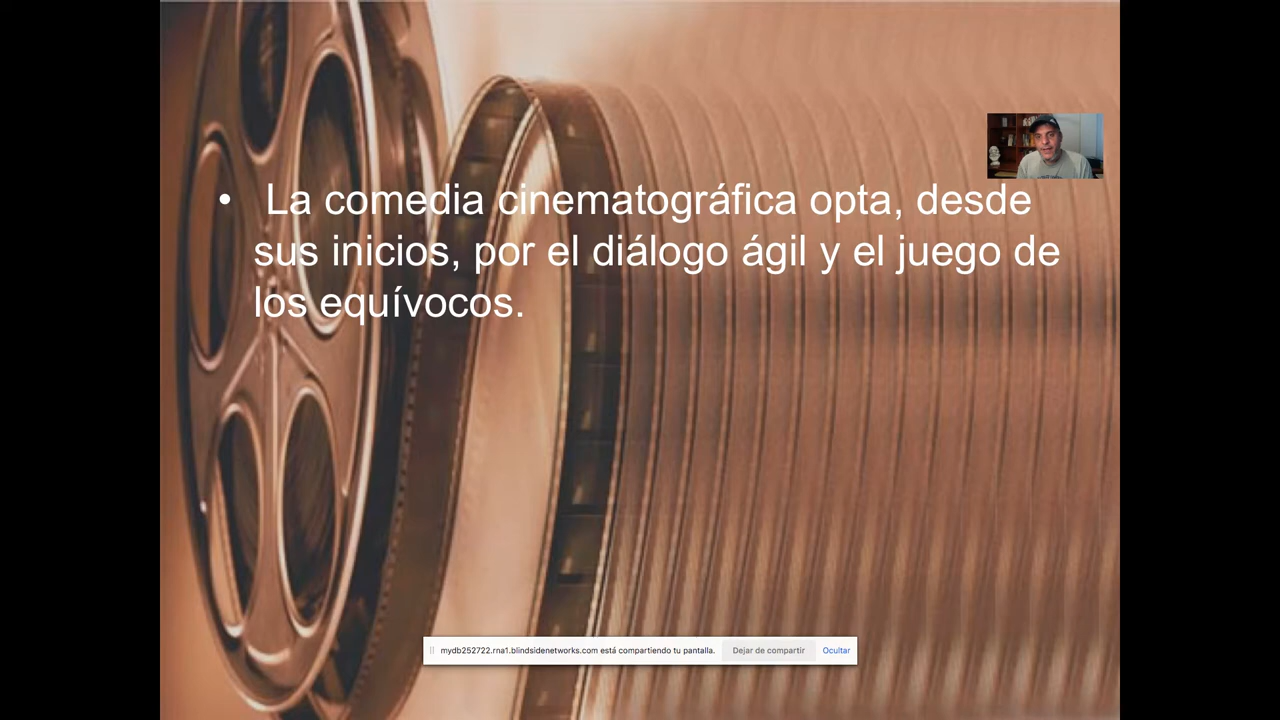 • La comedia cinematográfica opta, desde
sus inicios, por el diálogo ágil y el juego de
los equívocos.
mydb252722.rna1.blindsidenetworks.com está compartiendo tu pantalla. Dejar de compartir Ocultar